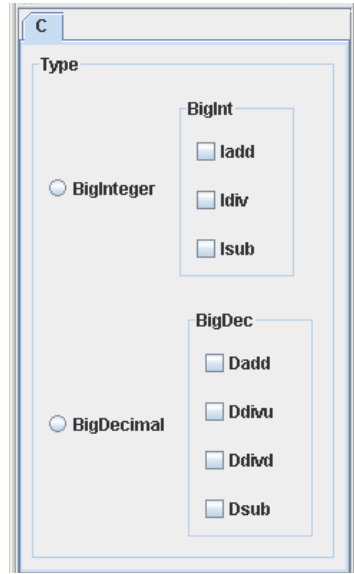 C
Type
BigInt
Iadd
BigInteger
Idiv
Isub
BigDec
Dadd
Ddivu
BigDecimal
Ddivd
Dsub